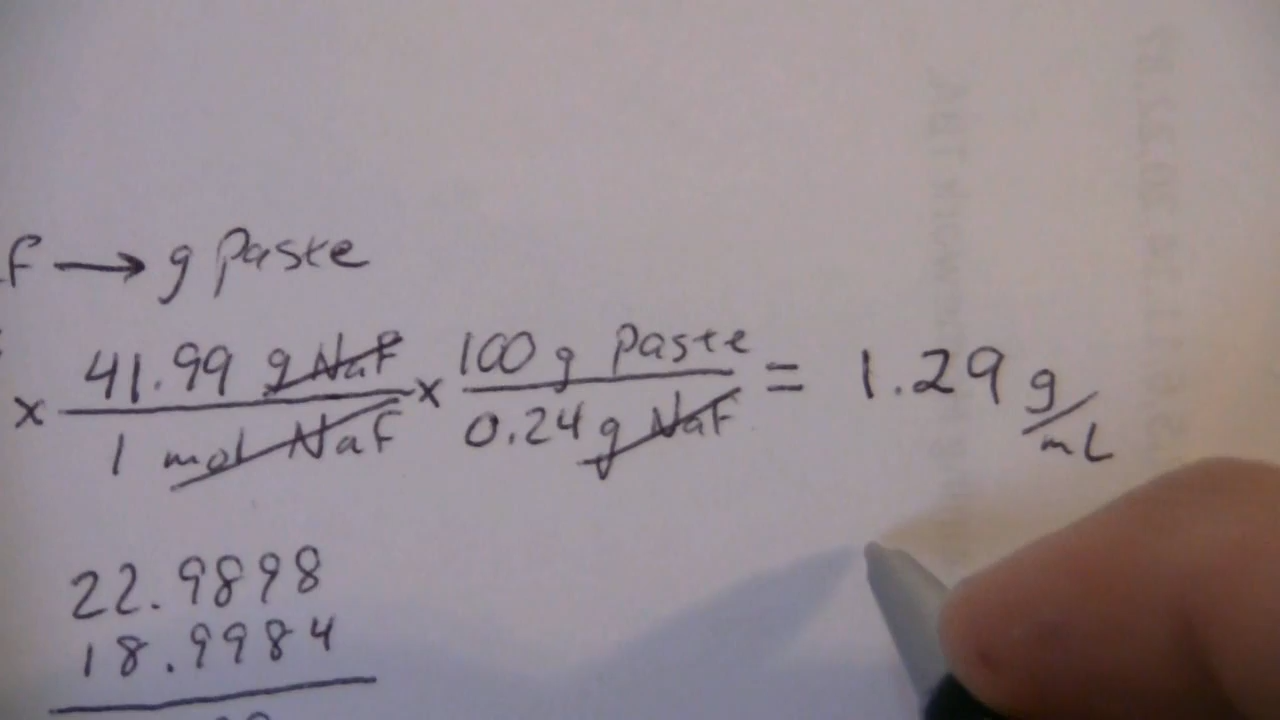 F → g Paste
x 41.99 g NaF / 1 mol NaF x 100 g Paste / 0.24 g NaF = 1.29 g/mL
22.9898
18.9984